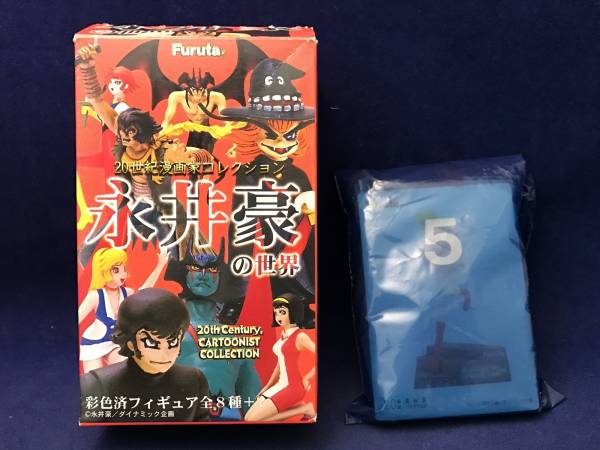 Furuta
20世紀漫画家コレクション
永井豪
の世界
20th Century,
CARTOONIST
COLLECTION
彩色済フィギュア全8種+
©永井豪/ダイナミック企画
5